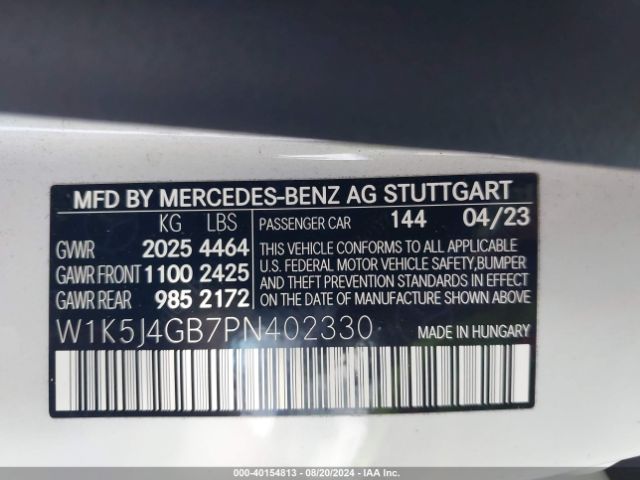 MFD BY MERCEDES-BENZ AG STUTTGART
KG LBS
GVWR 2025 4464
GAWR FRONT 1100 2425
GAWR REAR 985 2172
PASSENGER CAR 144 04/23
THIS VEHICLE CONFORMS TO ALL APPLICABLE
U.S. FEDERAL MOTOR VEHICLE SAFETY, BUMPER
AND THEFT PREVENTION STANDARDS IN EFFECT
ON THE DATE OF MANUFACTURE SHOWN ABOVE.
W1K5J4GB7PN402330
MADE IN HUNGARY
000-40154813 - 08/20/2024 - IAA Inc.